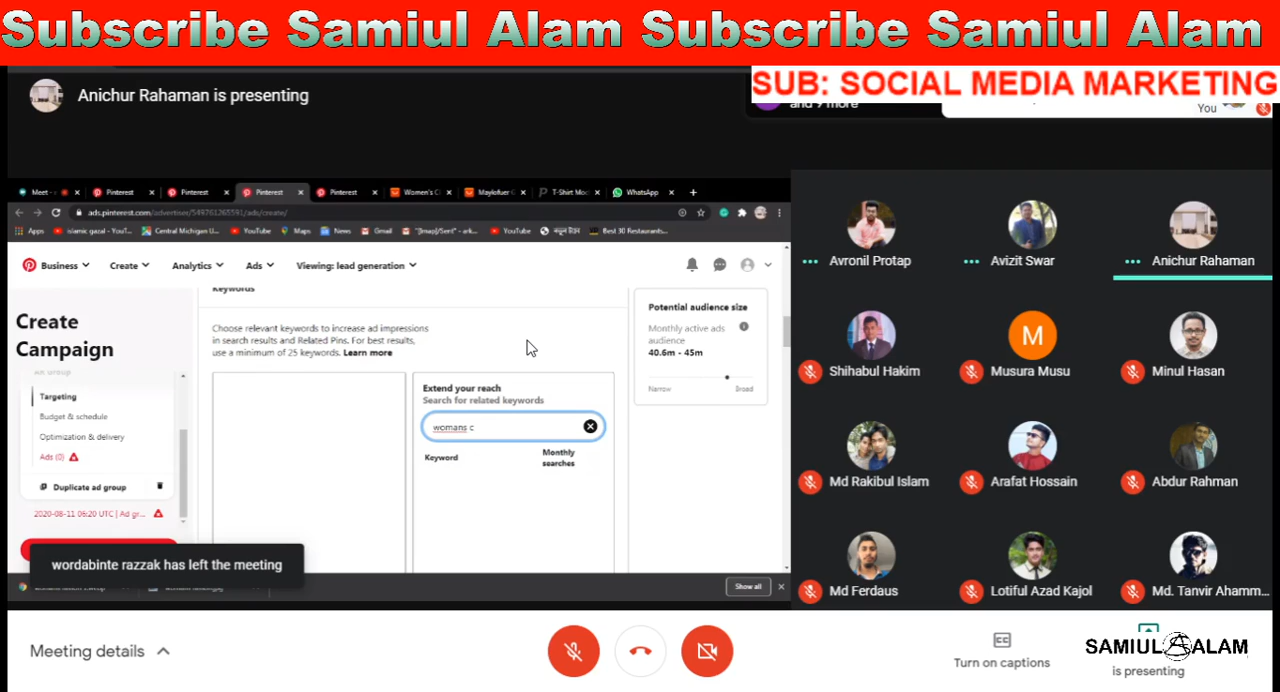 Subscribe Samiul Alam Subscribe Samiul Alam
SUB: SOCIAL MEDIA MARKETING
Anichur Rahaman is presenting
and 9 more
You
Meet -
Pinterest
Pinterest
Pinterest
Pinterest
Women's C
Maylofuer
T-Shirt Moc
WhatsApp
ads.pinterest.com/advertiser/549761265591/ads/create/
Apps
islamic gazal - YouT...
Central Michigan U...
YouTube
Maps
News
Gmail
YouTube
Best 30 Restaurants...
Business
Create
Analytics
Ads
Viewing: lead generation
Create
Campaign
Ad Group
Targeting
Budget & schedule
Optimization & delivery
Ads (0)
Duplicate ad group
2020-08-11 06:20 UTC | Ad gr...
Keywords
Choose relevant keywords to increase ad impressions
in search results and Related Pins. For best results,
use a minimum of 25 keywords. Learn more
Extend your reach
Search for related keywords
womans c
Keyword
Monthly
searches
Potential audience size
Monthly active ads
audience
40.6m - 45m
Narrow
Broad
wordabinte razzak has left the meeting
Show all
Avronil Protap
Avizit Swar
Anichur Rahaman
Shihabul Hakim
M
Musura Musu
Minul Hasan
Md Rakibul Islam
Arafat Hossain
Abdur Rahman
Md Ferdaus
Lotiful Azad Kajol
Md. Tanvir Ahamm...
Meeting details
Turn on captions
SAMIUL ALAM
is presenting